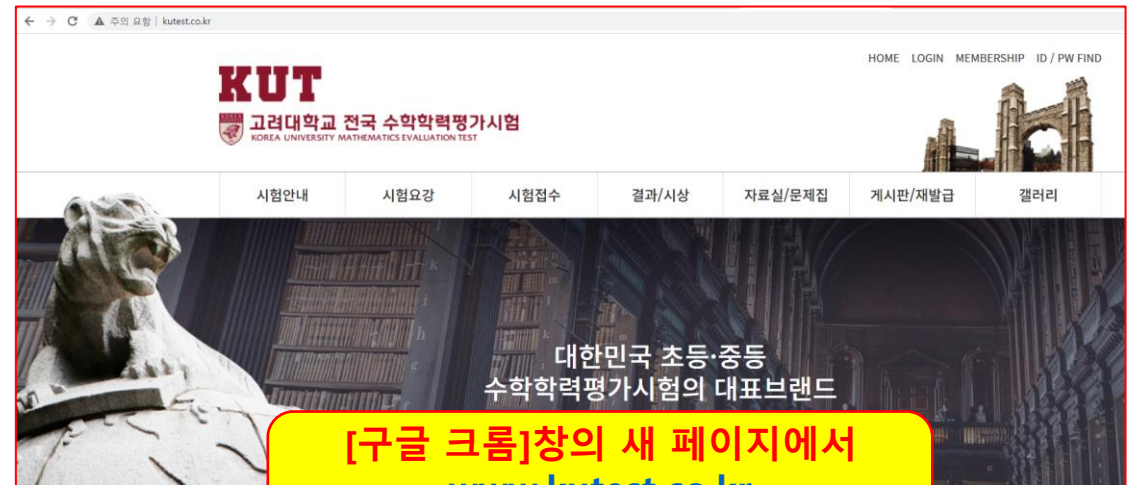 주의 요함 | kutest.co.kr
HOME LOGIN MEMBERSHIP ID / PW FIND
KUT
고려대학교 전국 수학학력평가시험
KOREA UNIVERSITY MATHEMATICS EVALUATION TEST
시험안내 시험요강 시험접수 결과/시상 자료실/문제집 게시판/재발급 갤러리
대한민국 초등·중등
수학학력평가시험의 대표브랜드
[구글 크롬]창의 새 페이지에서
www.kutest.co.kr